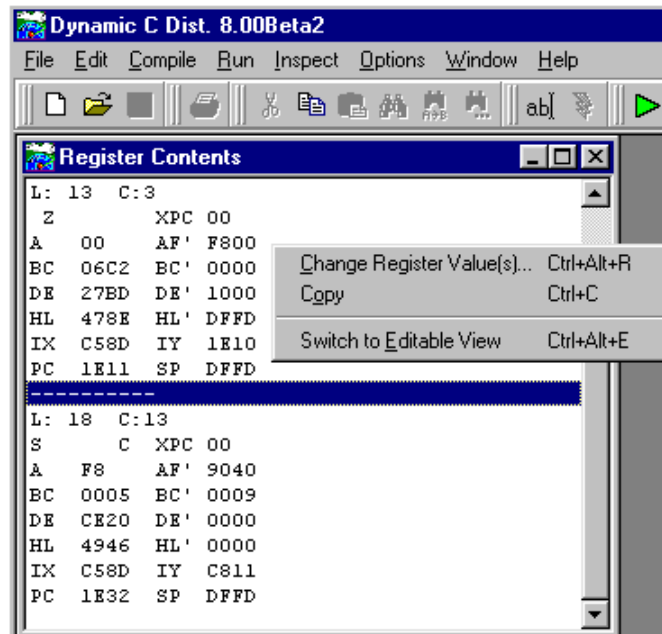 Dynamic C Dist. 8.00Beta2
File Edit Compile Run Inspect Options Window Help
ab
Register Contents
L: 13 C:3
Z XPC 00
A 00 AF' F800
BC 06C2 BC' 0000
DE 27BD DE' 1000
HL 478E HL' DFFD
IX C58D IY 1E10
PC 1E11 SP DFFD
Change Register Value(s)... Ctrl+Alt+R
Copy Ctrl+C
Switch to Editable View Ctrl+Alt+E
-----------
L: 18 C:13
S C XPC 00
A F8 AF' 9040
BC 0005 BC' 0009
DE CE20 DE' 0000
HL 4946 HL' 0000
IX C58D IY C811
PC 1E32 SP DFFD